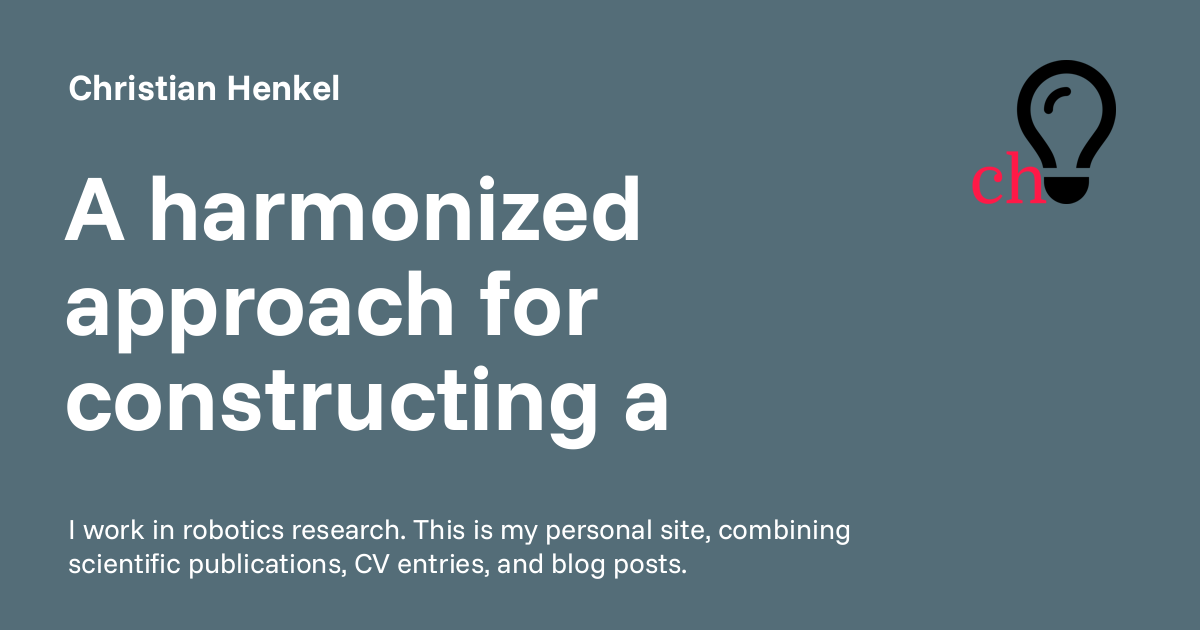 Christian Henkel
ch
A harmonized
approach for
constructing a
I work in robotics research. This is my personal site, combining
scientific publications, CV entries, and blog posts.